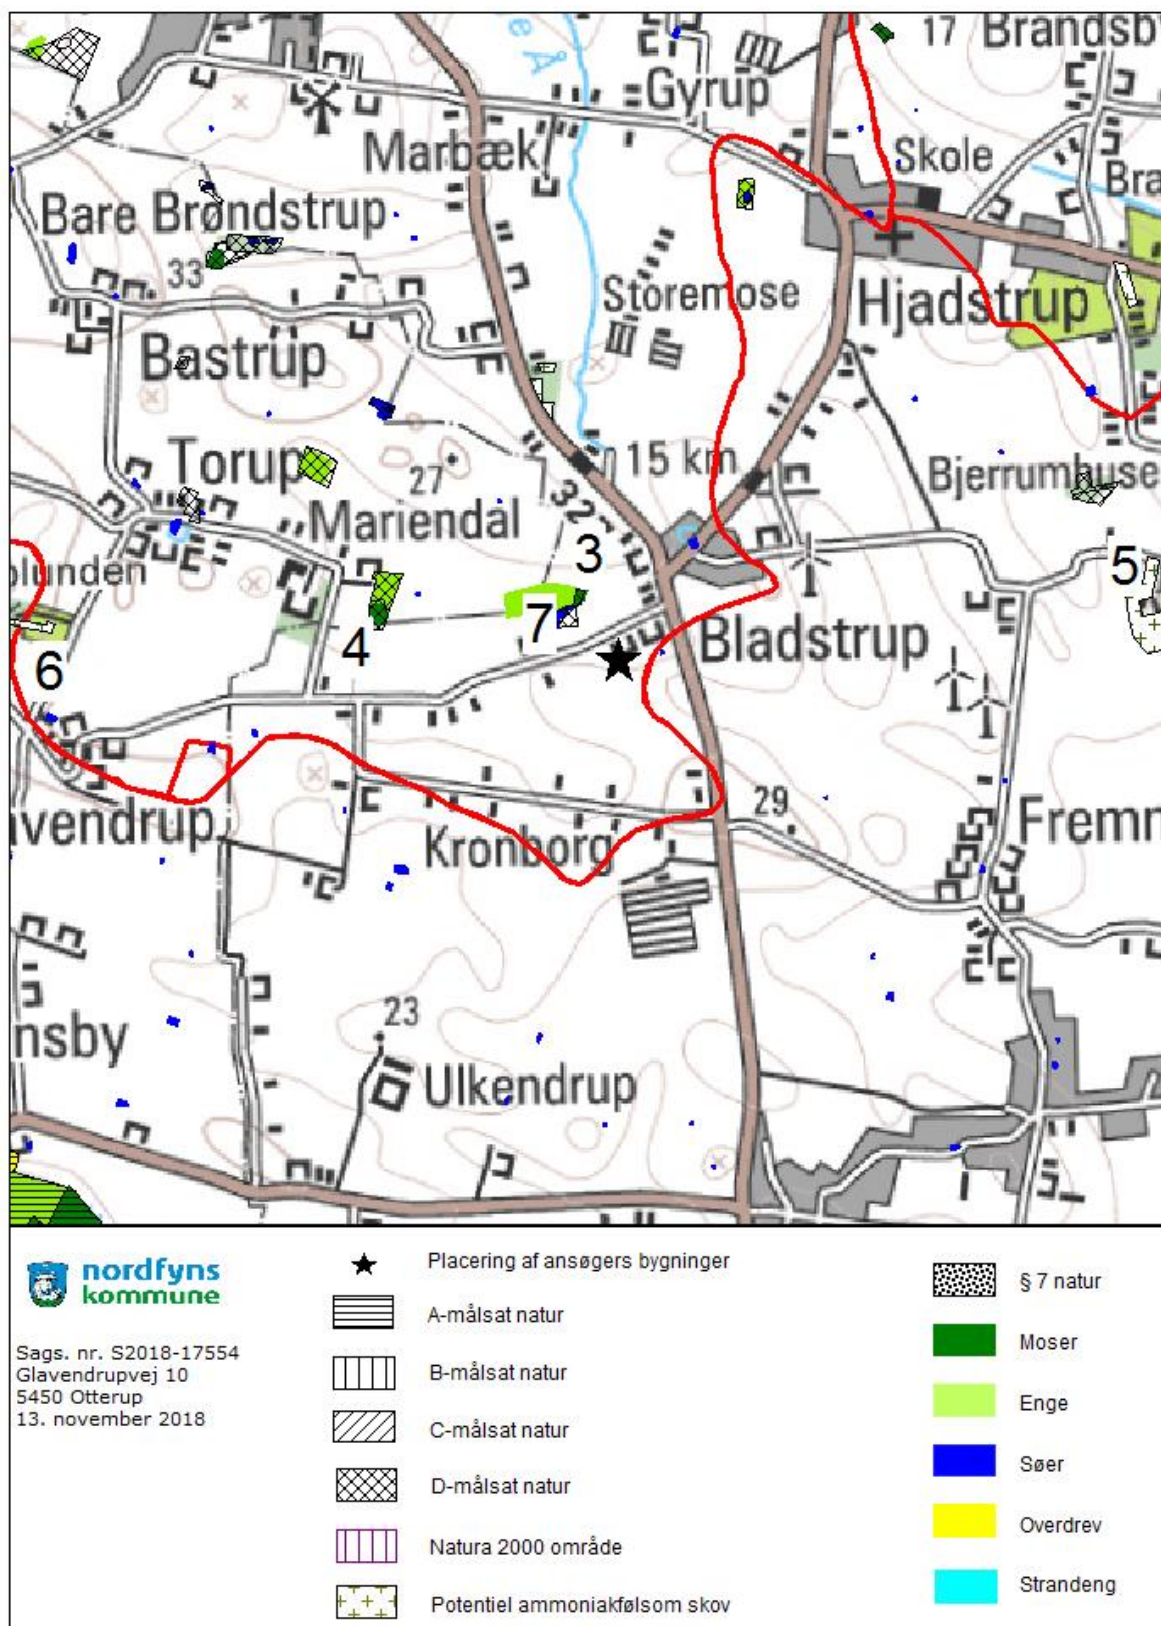 e Å
17 Brandsby
Gyrup
Marbæk
Skole
Bra
Bare Brøndstrup
33
Storemose
Hjadstrup
Bastrup
Torup
27
15 km
Bjerrumhuse
Mariendal
32
3
5
olunden
7
4
6
Bladstrup
avendrup
Kronborg
29
Fremm
nsby
23
Ulkendrup
nordfyns
kommune
Sags. nr. S2018-17554
Glavendrupvej 10
5450 Otterup
13. november 2018
Placering af ansøgers bygninger
A-målsat natur
B-målsat natur
C-målsat natur
D-målsat natur
Natura 2000 område
Potentiel ammoniakfølsom skov
§ 7 natur
Moser
Enge
Søer
Overdrev
Strandeng